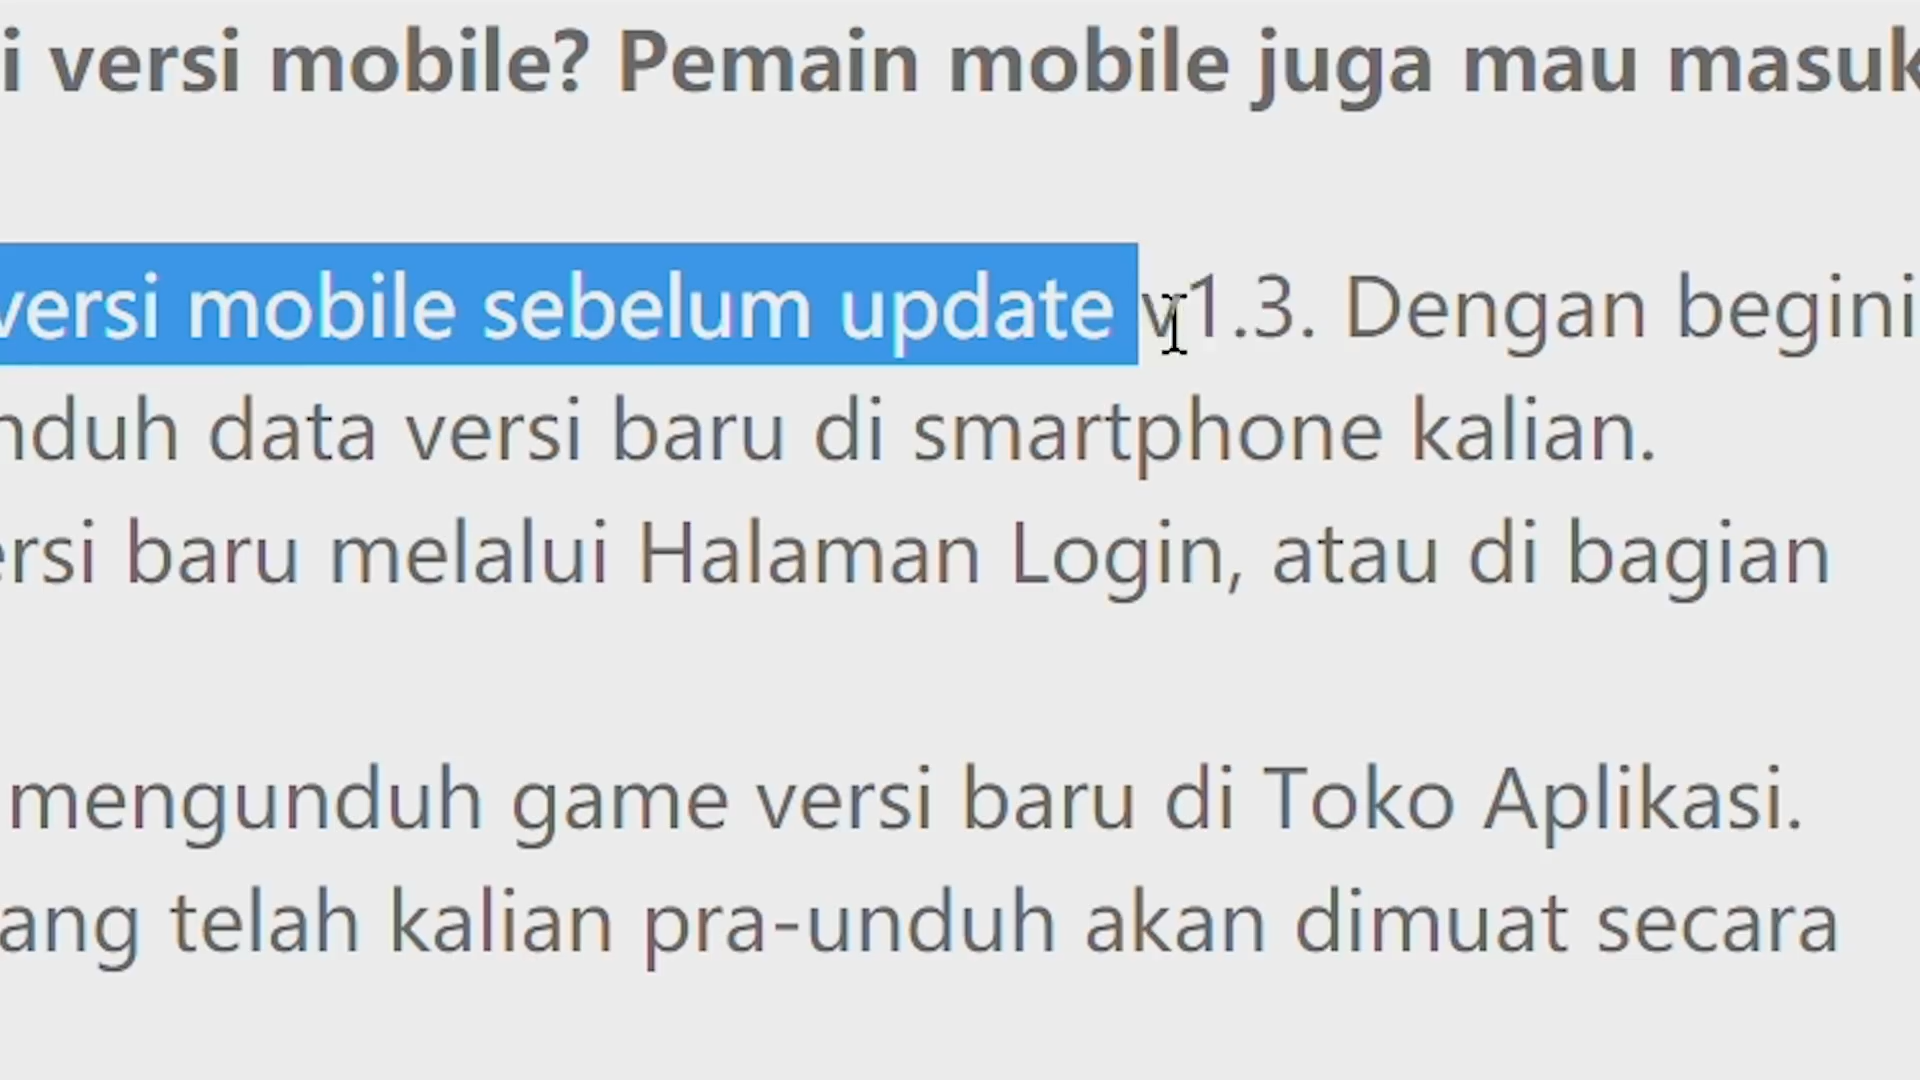 i versi mobile? Pemain mobile juga mau masuk
versi mobile sebelum update v1.3. Dengan begini
nduh data versi baru di smartphone kalian.
ersi baru melalui Halaman Login, atau di bagian
mengunduh game versi baru di Toko Aplikasi.
ang telah kalian pra-unduh akan dimuat secara